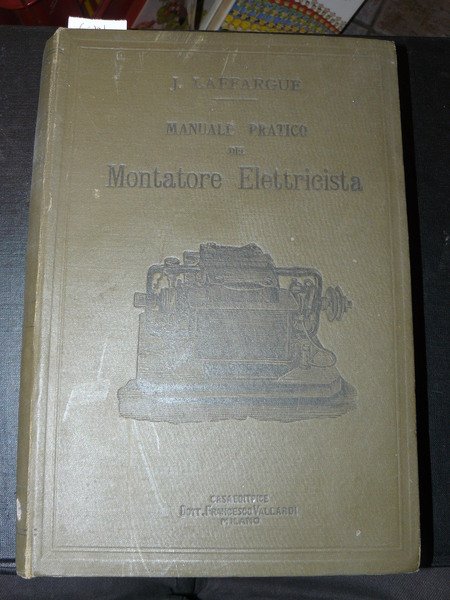 J. LAFFARGUE
MANUALE PRATICO
DEL
Montatore Elettricista
CASA EDITRICE
DOTT. FRANCESCO VALLARDI
MILANO